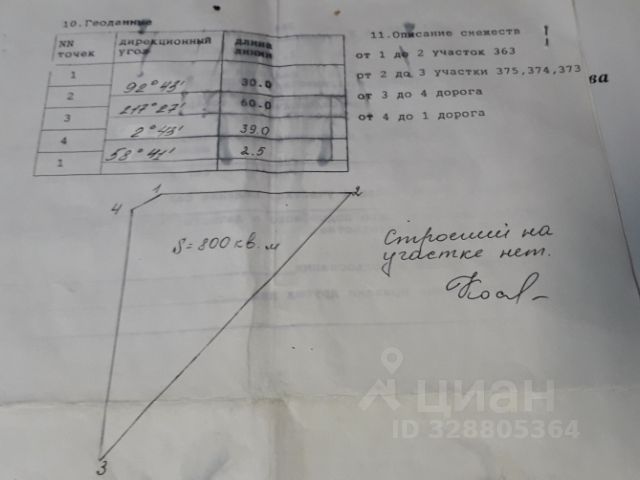 10.Геоданные
NN точек
дирекционный угол
длина линии
1
92° 43' 30.0
2
217° 27' 60.0
3
2° 43' 39.0
4
58° 41' 2.5
1
11.Описание смежеств
от 1 до 2 участок 363
от 2 до 3 участки 375,374,373
от 3 до 4 дорога
от 4 до 1 дорога
ва
1
2
4
S=800 кв. м
3
Строений на
участке нет.
циан
ID 328805364